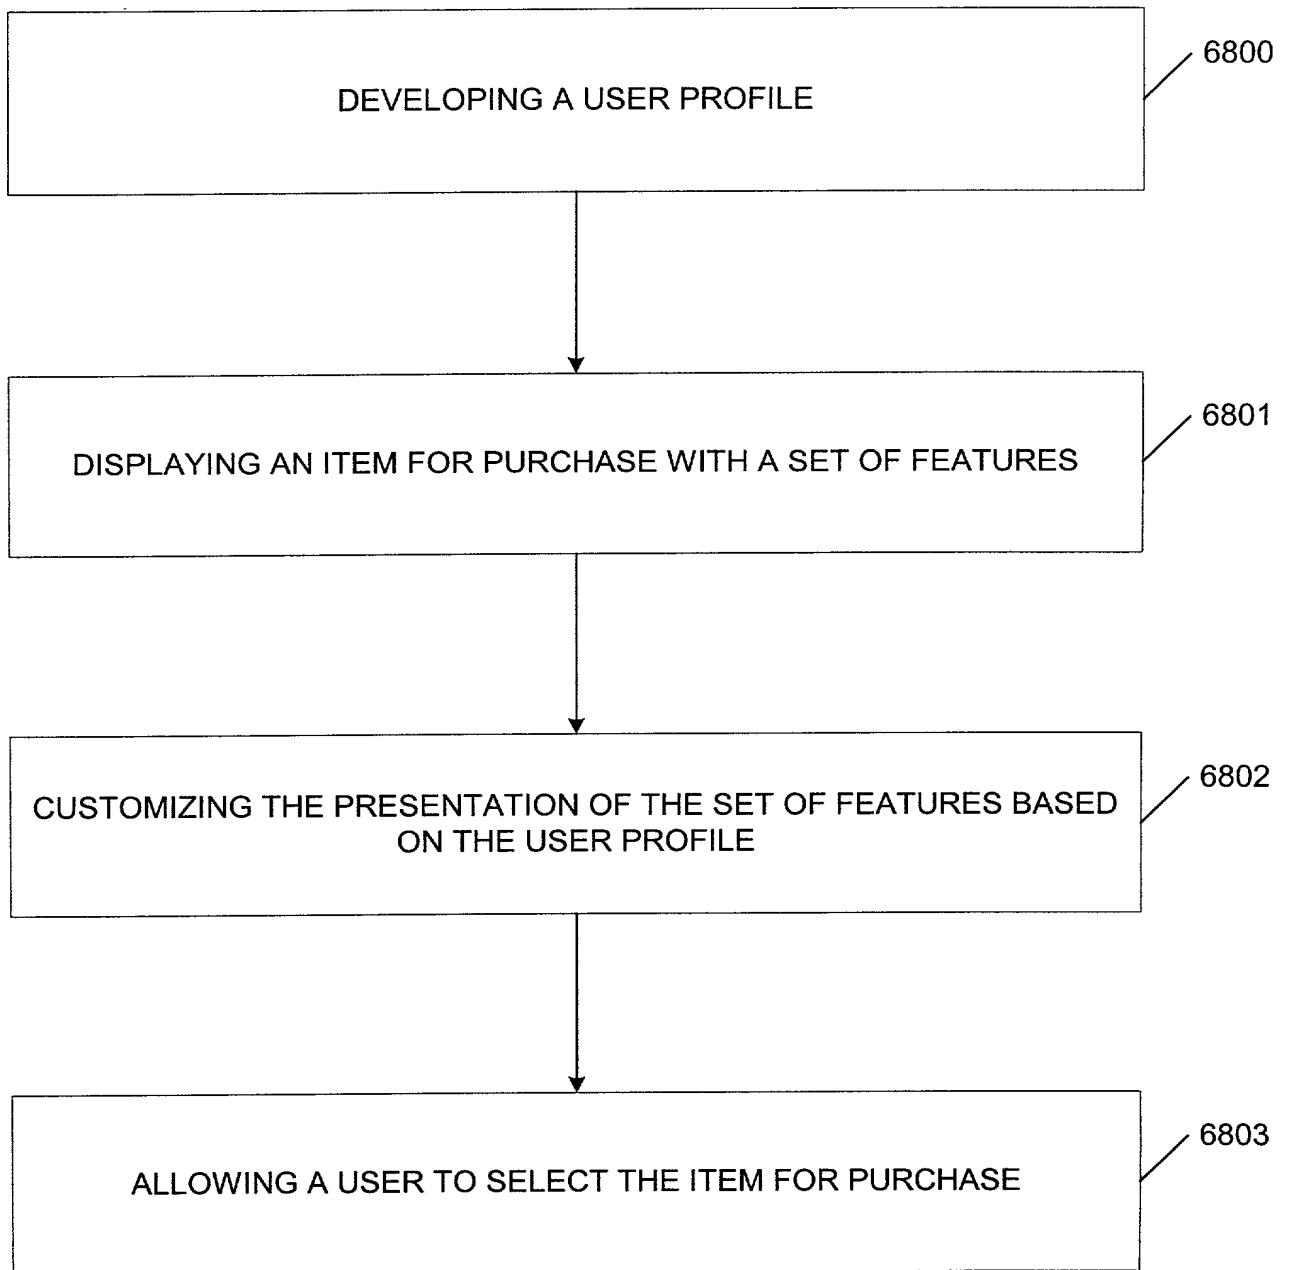 6800
DEVELOPING A USER PROFILE
6801
DISPLAYING AN ITEM FOR PURCHASE WITH A SET OF FEATURES
6802
CUSTOMIZING THE PRESENTATION OF THE SET OF FEATURES BASED
ON THE USER PROFILE
6803
ALLOWING A USER TO SELECT THE ITEM FOR PURCHASE